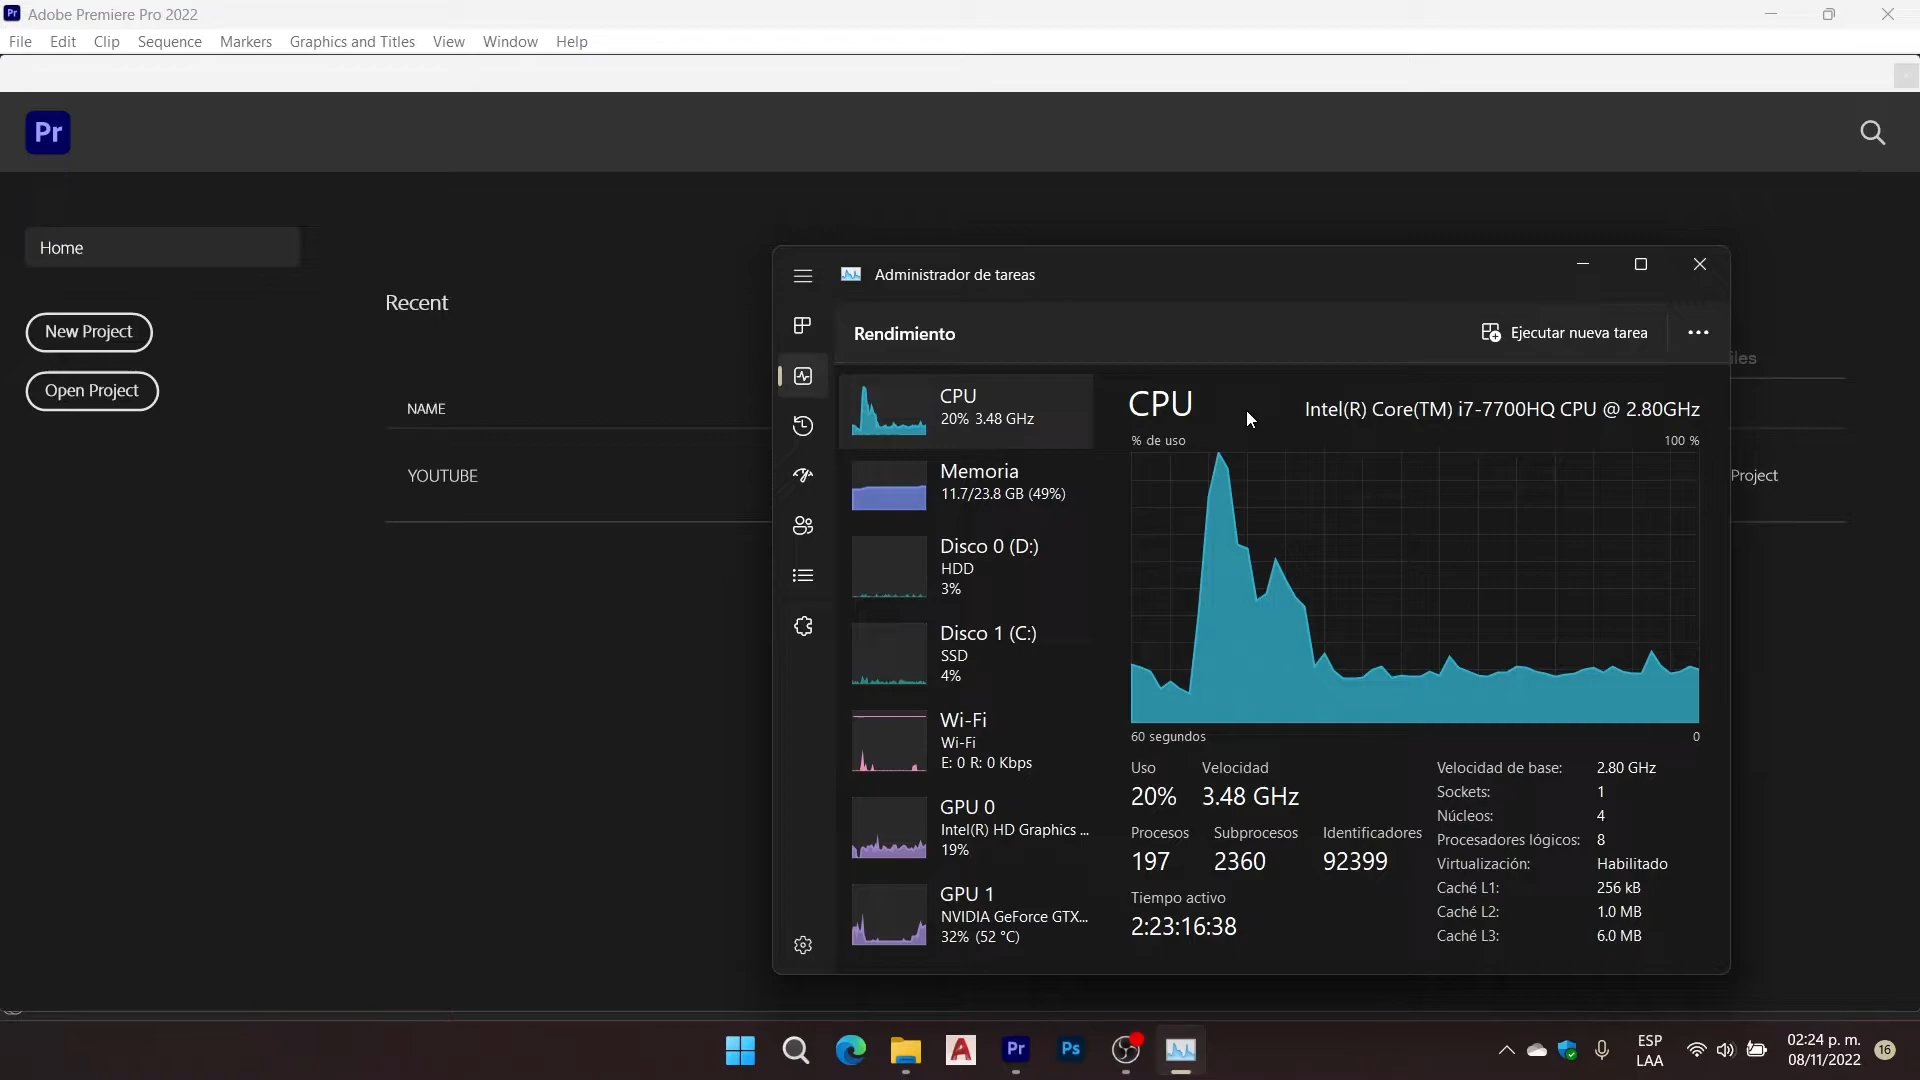 Pr Adobe Premiere Pro 2022
File Edit Clip Sequence Markers Graphics and Titles View Window Help
Pr
Home
New Project
Open Project
Recent
NAME
YOUTUBE
iles
Project
Administrador de tareas
Rendimiento
Ejecutar nueva tarea
CPU
20% 3.48 GHz
Memoria
11.7/23.8 GB (49%)
Disco 0 (D:)
HDD
3%
Disco 1 (C:)
SSD
4%
Wi-Fi
Wi-Fi
E: 0 R: 0 Kbps
GPU 0
Intel(R) HD Graphics ...
19%
GPU 1
NVIDIA GeForce GTX...
32% (52 °C)
CPU Intel(R) Core(TM) i7-7700HQ CPU @ 2.80GHz
% de uso 100 %
60 segundos 0
Uso Velocidad
20% 3.48 GHz
Procesos Subprocesos Identificadores
197 2360 92399
Tiempo activo
2:23:16:38
Velocidad de base: 2.80 GHz
Sockets: 1
Núcleos: 4
Procesadores lógicos: 8
Virtualización: Habilitado
Caché L1: 256 kB
Caché L2: 1.0 MB
Caché L3: 6.0 MB
A Pr Ps
ESP
LAA
02:24 p. m.
08/11/2022
16